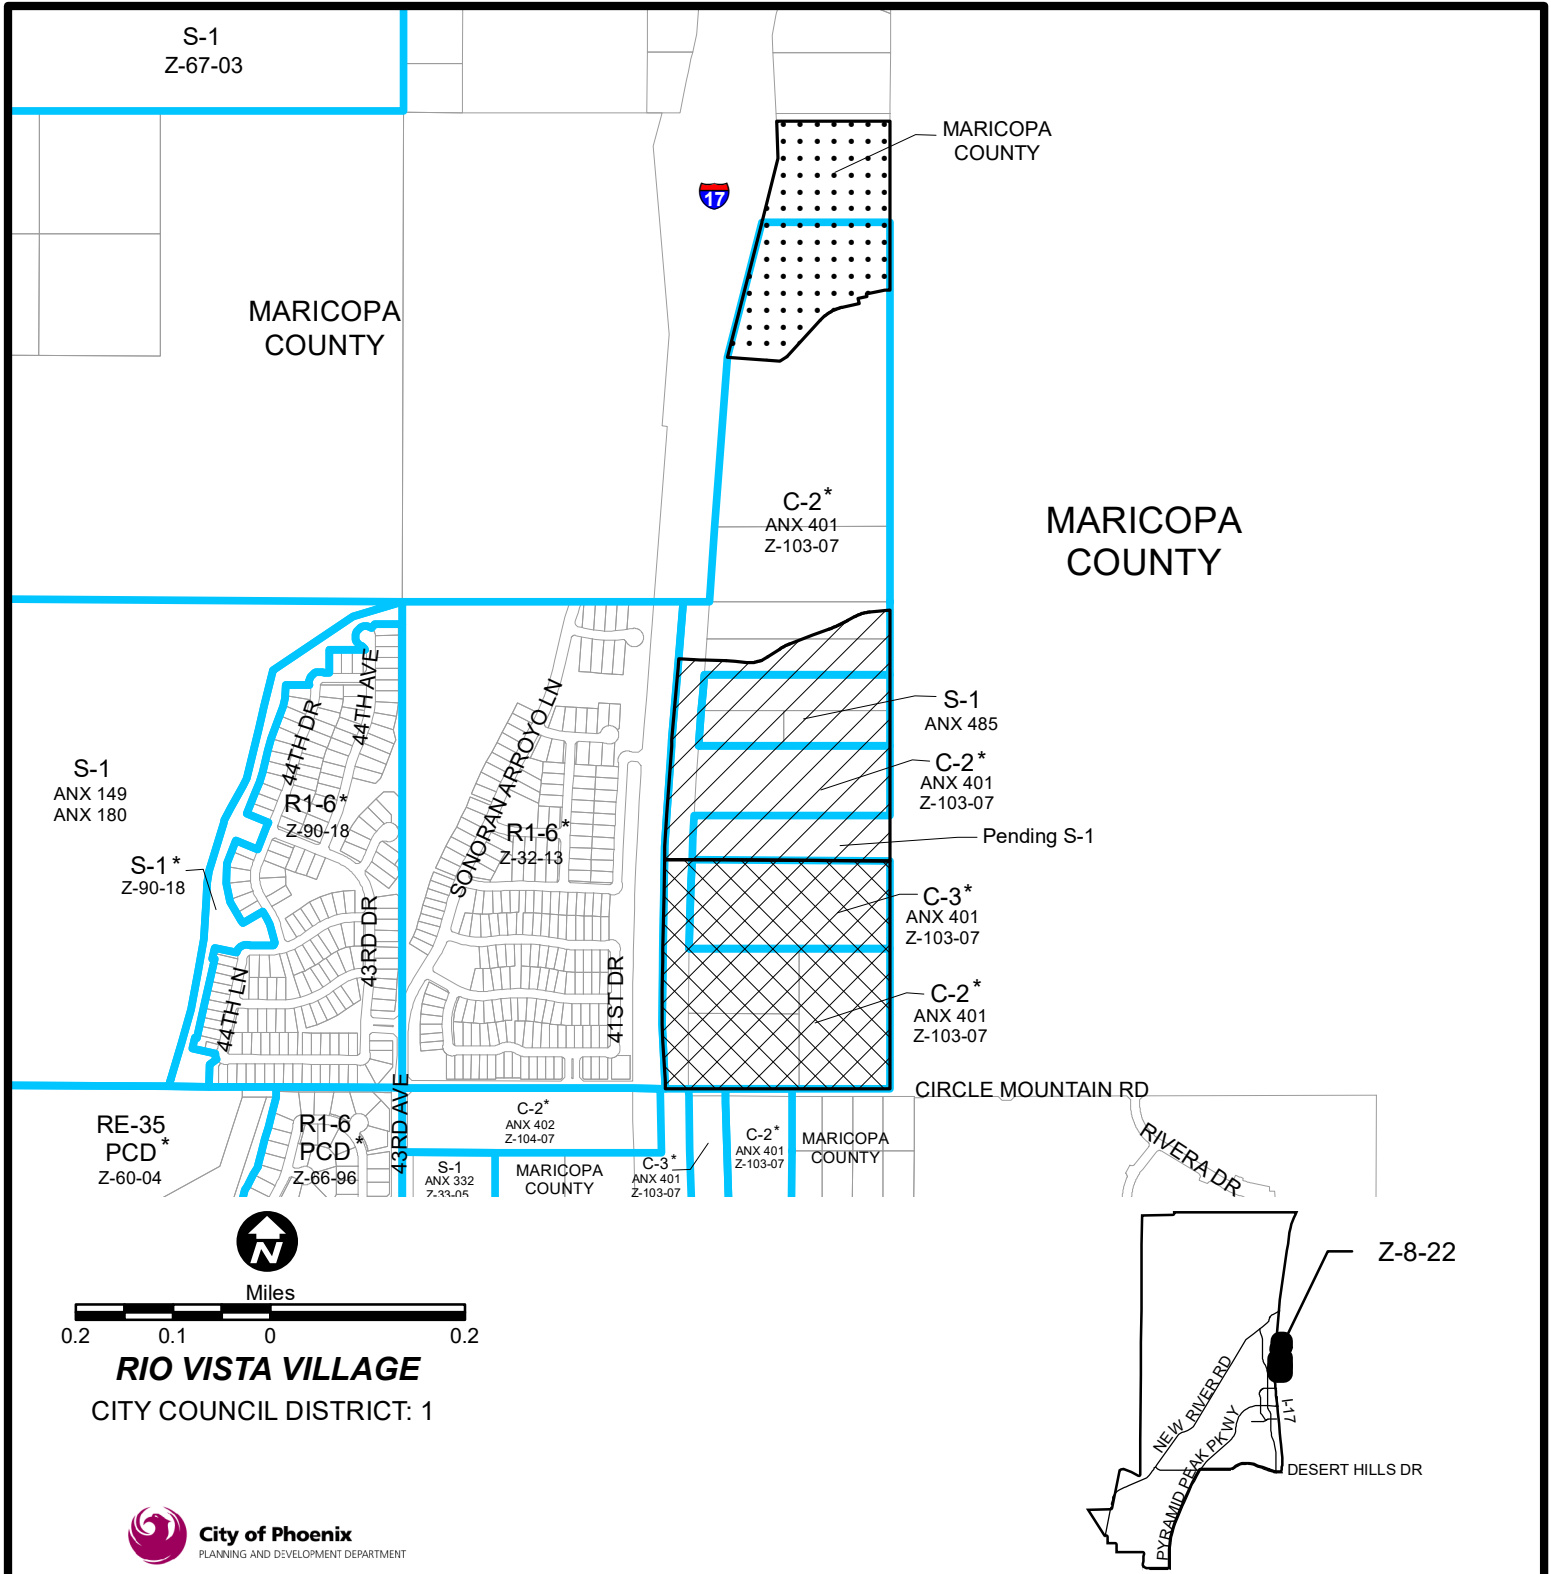 S-1
Z-67-03
MARICOPA
COUNTY
17
MARICOPA
COUNTY
C-2*
ANX 401
Z-103-07
MARICOPA
COUNTY
44TH AVE
44TH DR
SONORAN ARROYO LN
S-1
ANX 485
S-1
ANX 149
ANX 180
C-2*
ANX 401
Z-103-07
R1-6*
Z-90-18
R1-6*
Z-32-13
Pending S-1
S-1*
Z-90-18
C-3*
ANX 401
Z-103-07
43RD DR
44TH LN
41ST DR
C-2*
ANX 401
Z-103-07
CIRCLE MOUNTAIN RD
43RD AVE
RE-35
PCD*
Z-60-04
R1-6
PCD*
Z-66-96
C-2*
ANX 402
Z-104-07
S-1
ANX 332
Z-33-05
MARICOPA
COUNTY
C-3*
ANX 401
Z-103-07
C-2*
ANX 401
Z-103-07
MARICOPA
COUNTY
RIVERA DR
N
Miles
0.2 0.1 0 0.2
RIO VISTA VILLAGE
CITY COUNCIL DISTRICT: 1
City of Phoenix
PLANNING AND DEVELOPMENT DEPARTMENT
Z-8-22
NEW RIVER RD
PYRAMID PEAK PKWY
I-17
DESERT HILLS DR